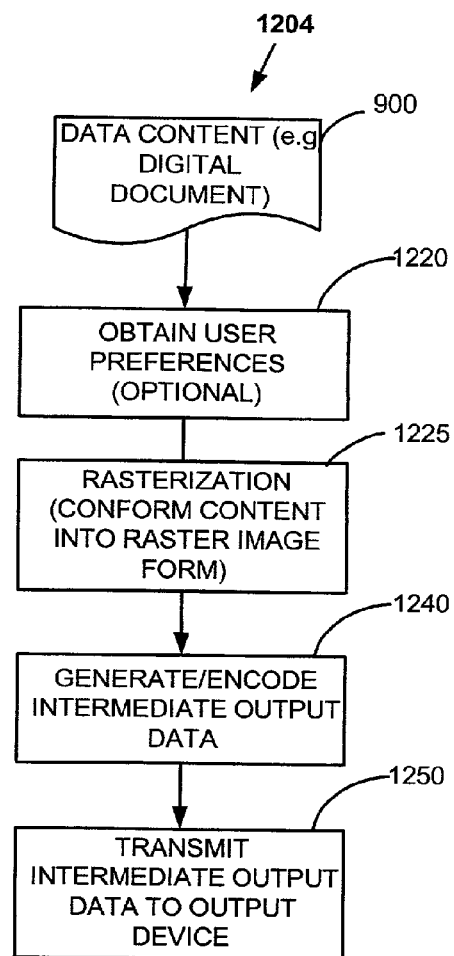 1204
900
DATA CONTENT (e.g
DIGITAL
DOCUMENT)
1220
OBTAIN USER
PREFERENCES
(OPTIONAL)
1225
RASTERIZATION
(CONFORM CONTENT
INTO RASTER IMAGE
FORM)
1240
GENERATE/ENCODE
INTERMEDIATE OUTPUT
DATA
1250
TRANSMIT
INTERMEDIATE OUTPUT
DATA TO OUTPUT
DEVICE